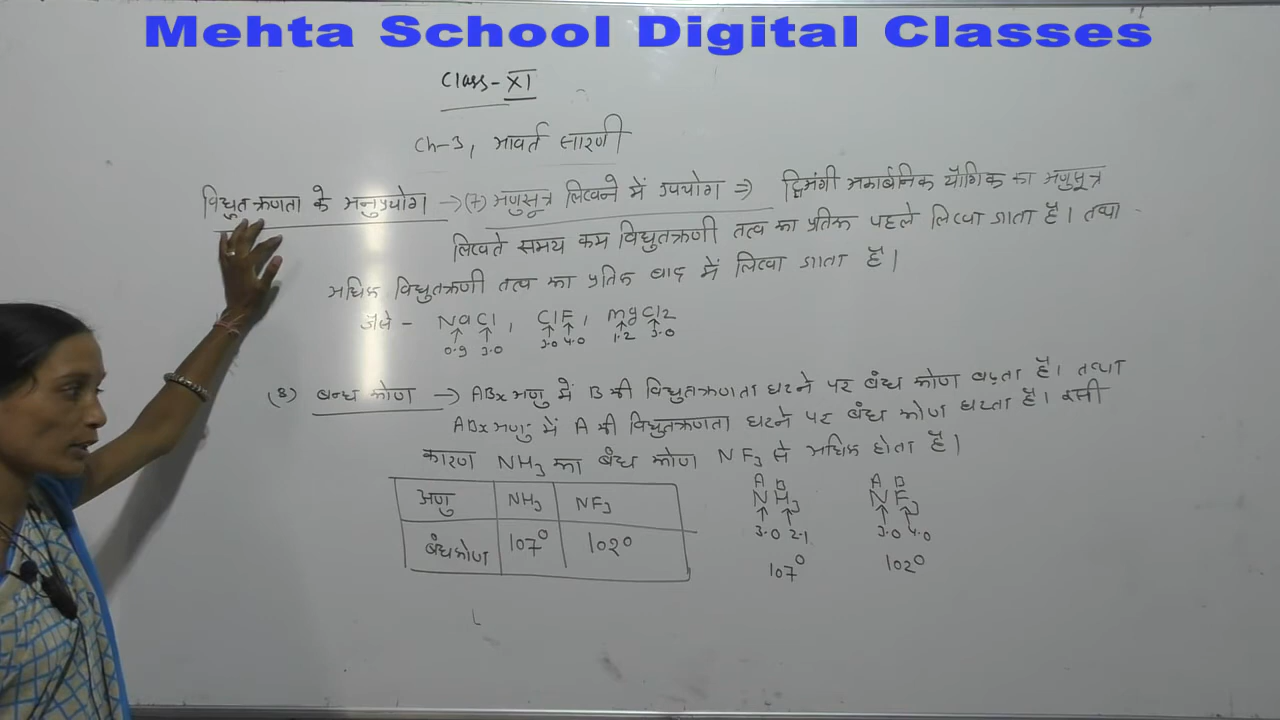 Mehta School Digital Classes
Class-XI
Ch-3, आवर्त सारणी
विद्युतऋणता के अनुप्रयोग → (7) अणुसूत्र लिखने में उपयोग ⇒ द्विअंगी अकार्बनिक यौगिक का अणुसूत्र
लिखते समय कम विद्युतऋणी तत्व का प्रतिक पहले लिखा जाता है। तथा
अधिक विद्युतऋणी तत्व का प्रतिक बाद में लिखा जाता है।
जैसे - NaCl, ClF, MgCl2
↑ ↑ ↑ ↑ ↑ ↑
0.9 3.0 3.0 4.0 1.2 3.0
(8) बन्ध कोण → ABx अणु में B की विद्युतऋणता घटने पर बंध कोण बढ़ता है। तथा
ABx अणु में A की विद्युतऋणता घटने पर बंध कोण घटता है। इसी
कारण NH3 का बंध कोण NF3 से अधिक होता है।
अणु NH3 NF3
बंधकोण 107° 102°
A B A B
NH3 NF3
↑ ↑ ↑ ↑
3.0 2.1 3.0 4.0
107° 102°